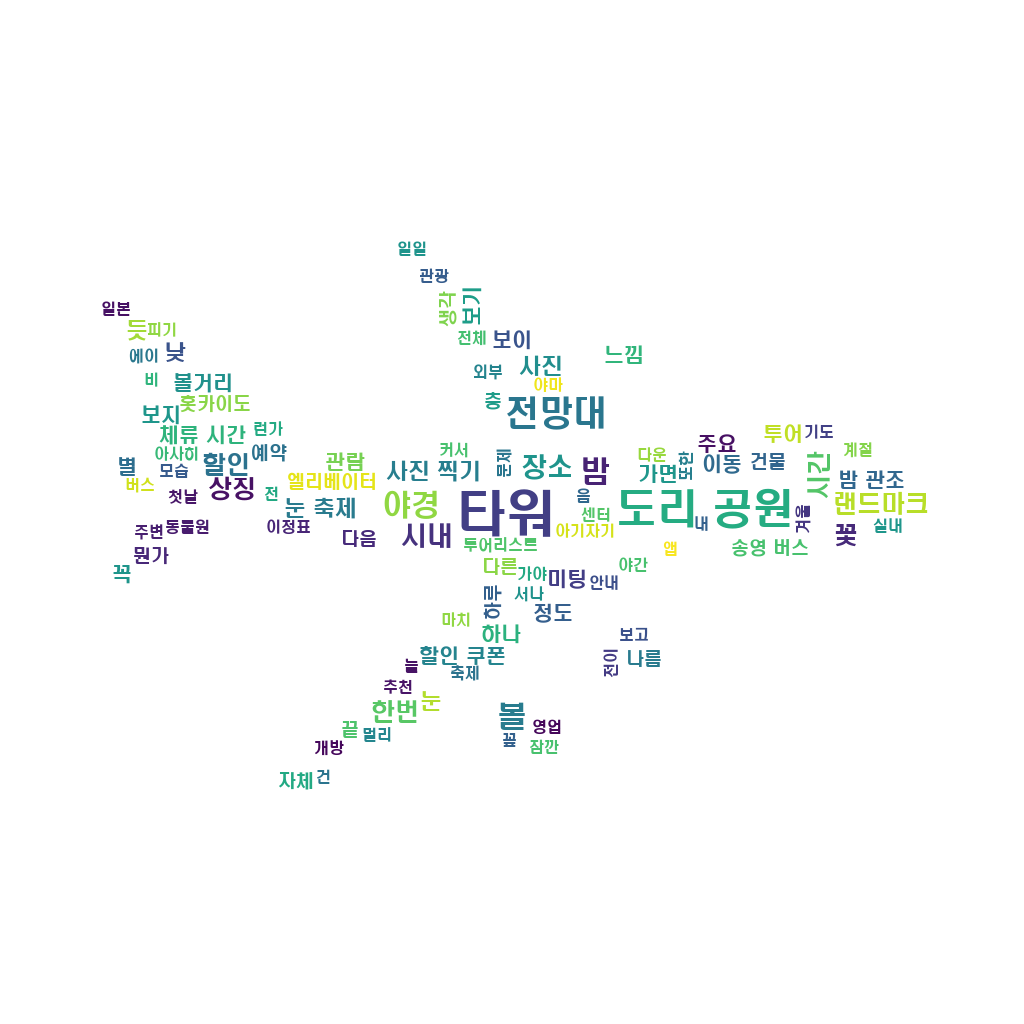 일일
관광
생각
보기
일본
듯
피기
전체
보이
에이
낮
느낌
외부
사진
비
볼거리
야마
홋카이도
층
전망대
보지
체류 시간
런가
투어
기도
아사히
예약
커서
주요
계절
별
모습
할인
관람
사진 찍기
장소
밤
다운
가면
이동
건물
시간
밤 관조
버스
첫날
상징
전
엘리베이터
눈 축제
야경
타워
음
센터
도리 공원
내
겨울
랜드마크
주변
동물원
이정표
다음
시내
아기자기
꽃
실내
뭔가
투어리스트
앱
송영 버스
꼭
다른
가야
미팅
안내
야간
하루
서나
정도
마치
하나
보고
할인 쿠폰
늘
축제
전이
나름
추천
한번
눈
볼
영업
끝
멀리
개방
잠깐
자체
건